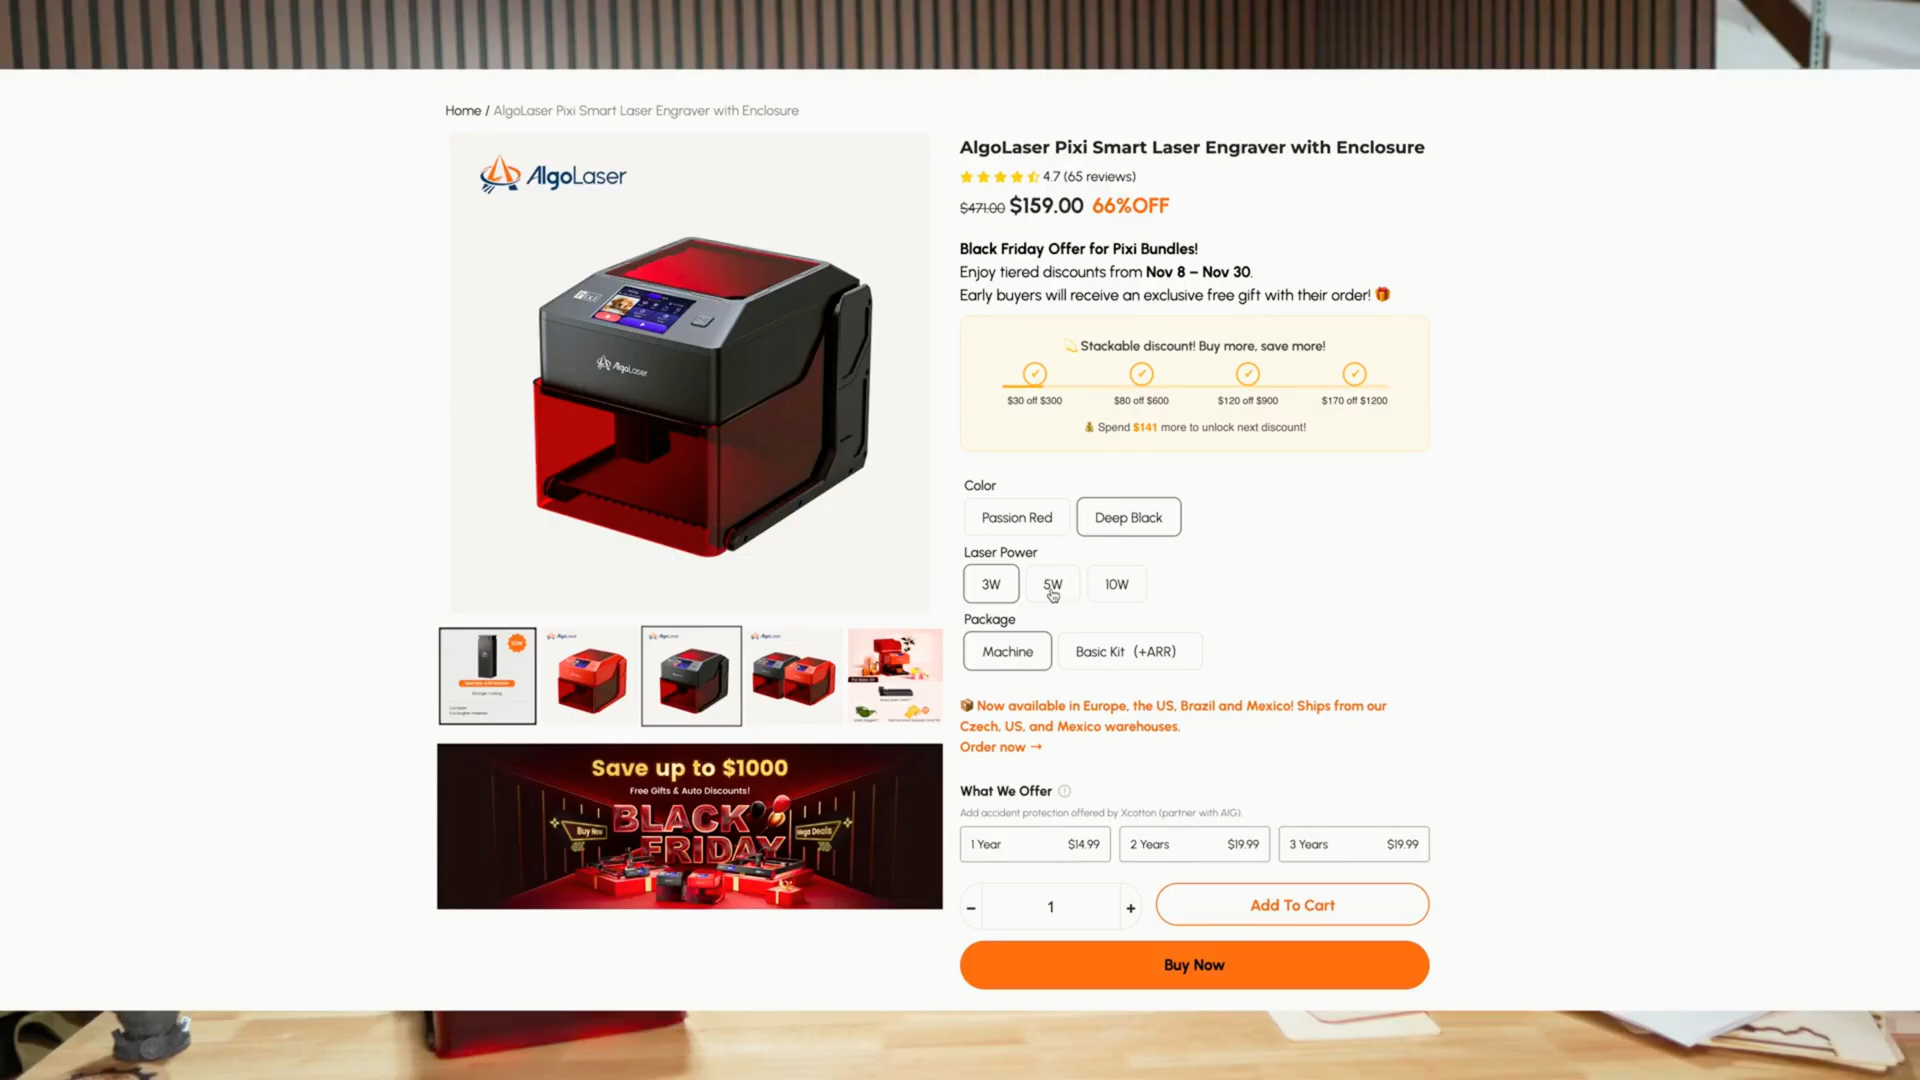 Home / AlgoLaser Pixi Smart Laser Engraver with Enclosure
AlgoLaser
Pixi
AlgoLaser
AlgoLaser Pixi Smart Laser Engraver with Enclosure
4.7 (65 reviews)
$471.00 $159.00 66%OFF
Black Friday Offer for Pixi Bundles!
Enjoy tiered discounts from Nov 8 – Nov 30.
Early buyers will receive an exclusive free gift with their order! 🎁
💫 Stackable discount! Buy more, save more!
$30 off $300 $80 off $600 $120 off $900 $170 off $1200
💰 Spend $141 more to unlock next discount!
Color
Passion Red Deep Black
Laser Power
3W 5W 10W
Package
Machine Basic Kit (+ARR)
📦 Now available in Europe, the US, Brazil and Mexico! Ships from our
Czech, US, and Mexico warehouses.
Order now →
What We Offer
Add accident protection offered by Xcotton (partner with AIG).
1 Year $14.99 2 Years $19.99 3 Years $19.99
− 1 + Add To Cart
Buy Now
10W
AlgoLaser
AlgoLaser
AlgoLaser
Save up to $1000
Free Gifts & Auto Discounts!
Buy Now BLACK FRIDAY Mega Deals